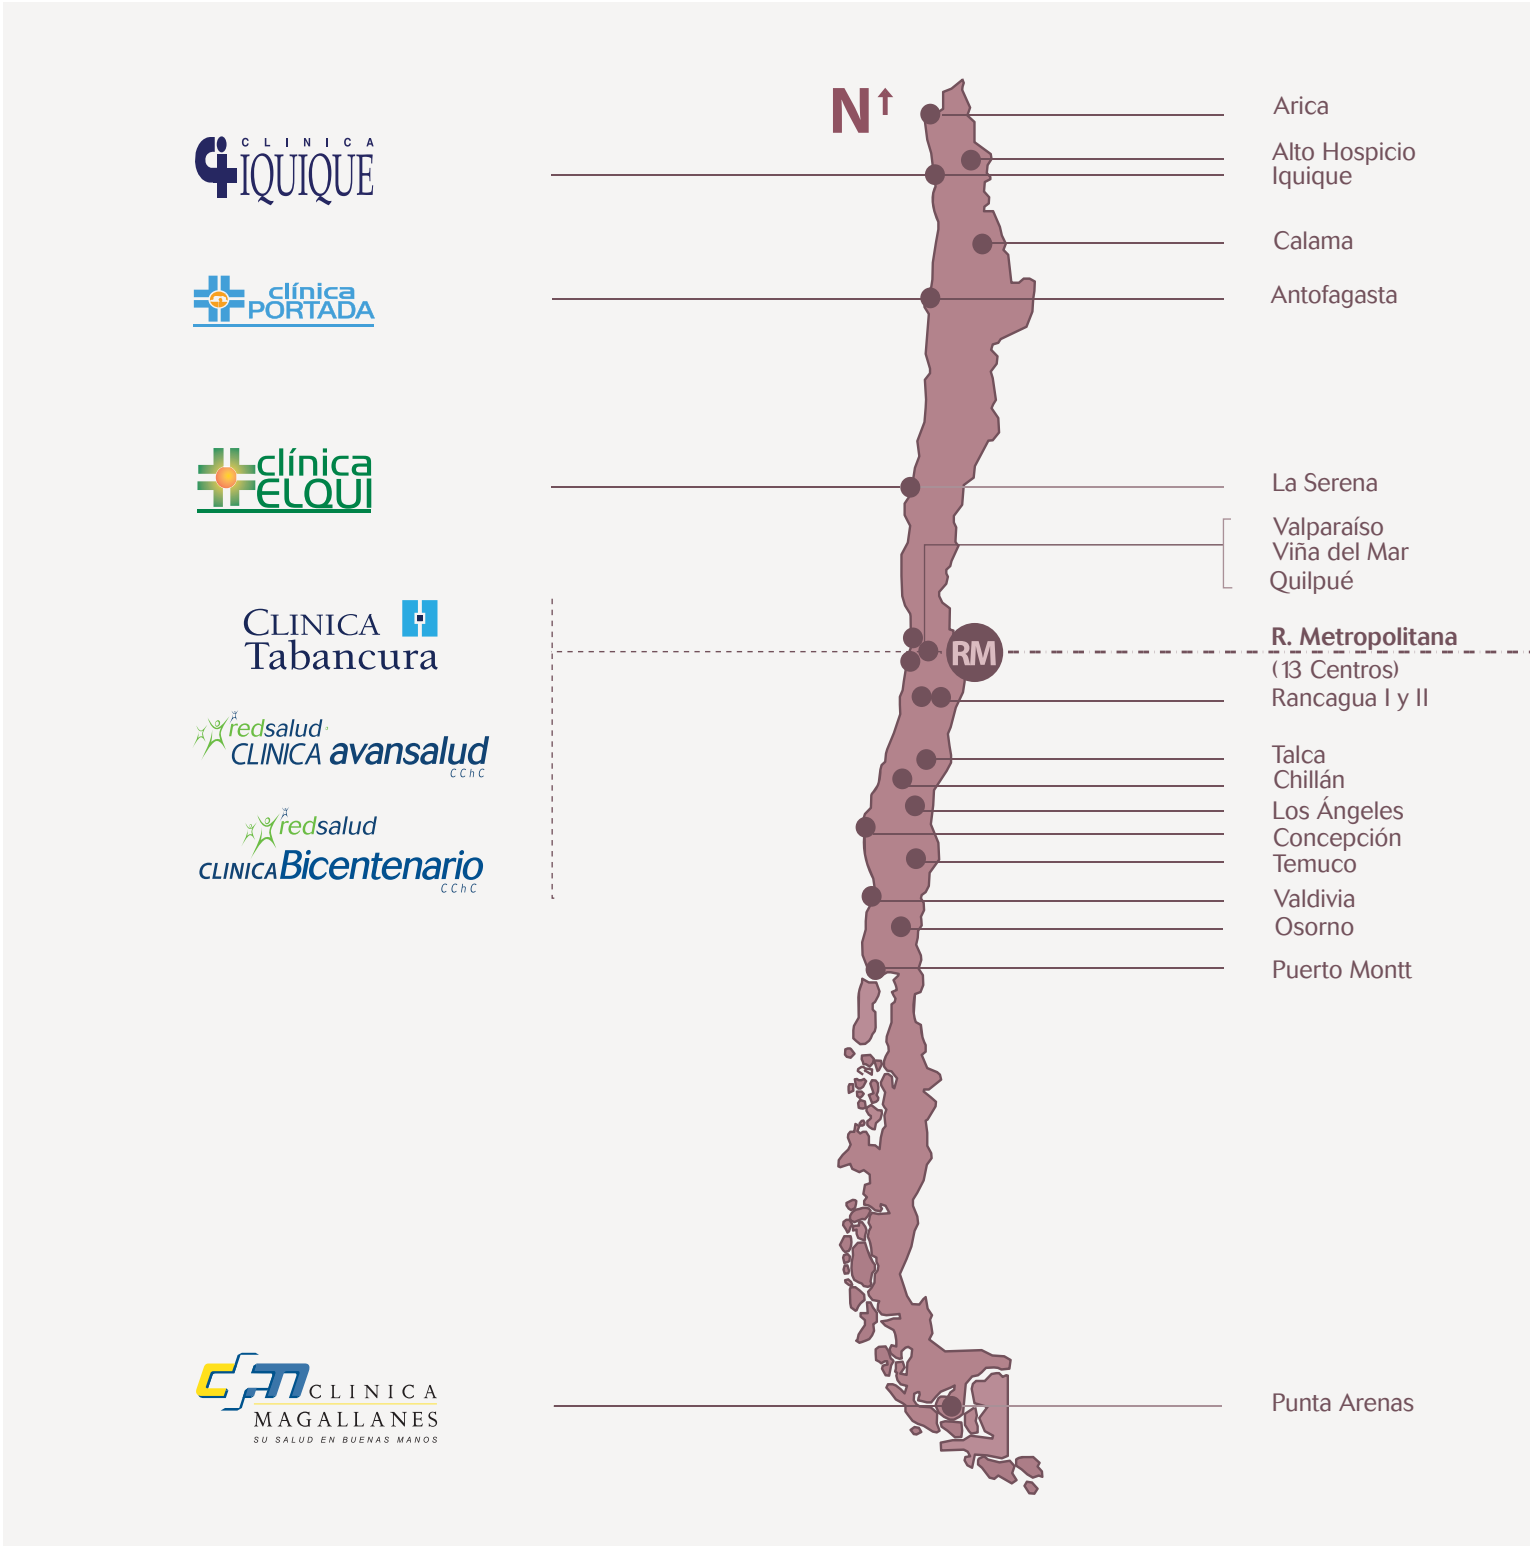 N
CLINICA
IQUIQUE
clínica
PORTADA
clínica
ELQUI
CLINICA
Tabancura
redsalud
CLINICA avansalud
CChC
redsalud
CLINICA Bicentenario
CChC
cfm CLINICA
MAGALLANES
SU SALUD EN BUENAS MANOS
RM
Arica
Alto Hospicio
Iquique
Calama
Antofagasta
La Serena
Valparaíso
Viña del Mar
Quilpué
R. Metropolitana
(13 Centros)
Rancagua I y II
Talca
Chillán
Los Ángeles
Concepción
Temuco
Valdivia
Osorno
Puerto Montt
Punta Arenas